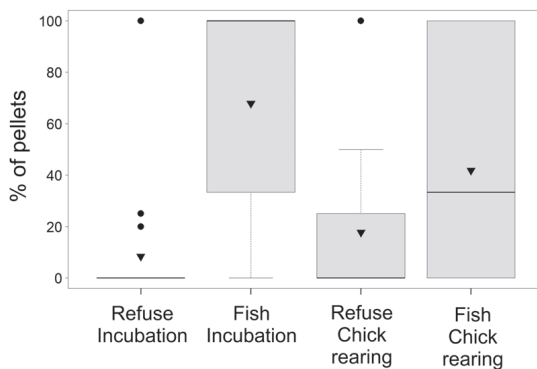 % of pellets
100
80
60
40
20
0
Refuse
Incubation
Fish
Incubation
Refuse
Chick
rearing
Fish
Chick
rearing